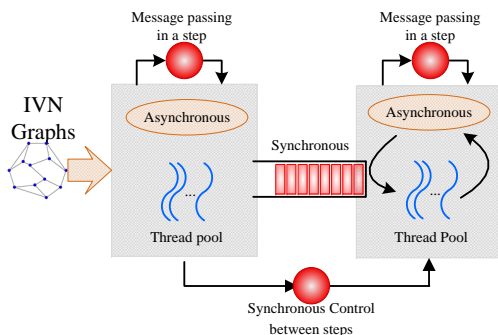 Message passing
in a step
Message passing
in a step
IVN
Graphs
Asynchronous
Asynchronous
Synchronous
...
...
Thread pool
Thread Pool
Synchronous Control
between steps